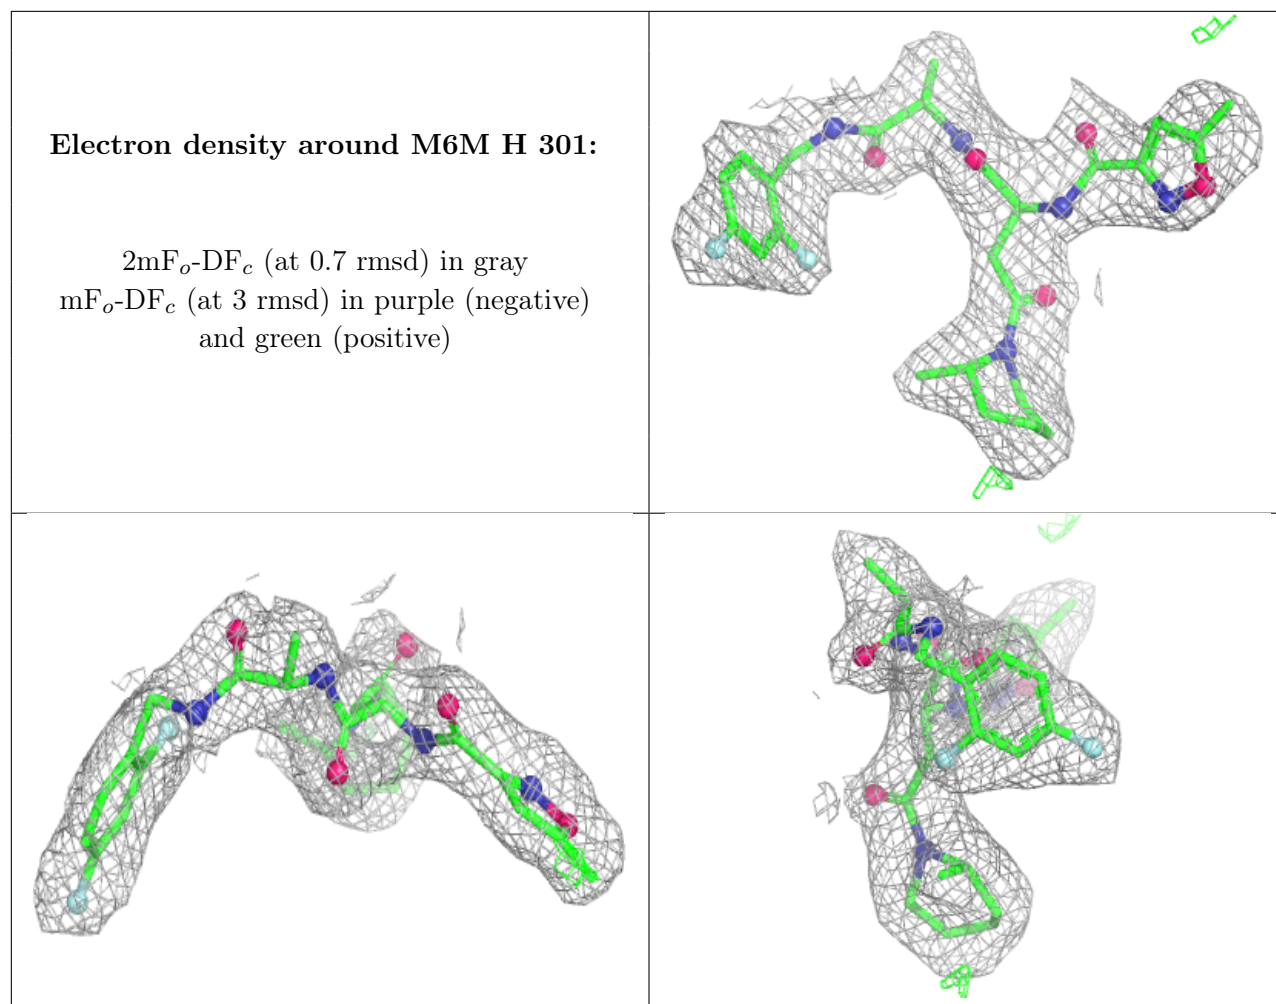 Electron density around M6M H 301:
2mFo-DFc (at 0.7 rmsd) in gray
mFo-DFc (at 3 rmsd) in purple (negative)
and green (positive)